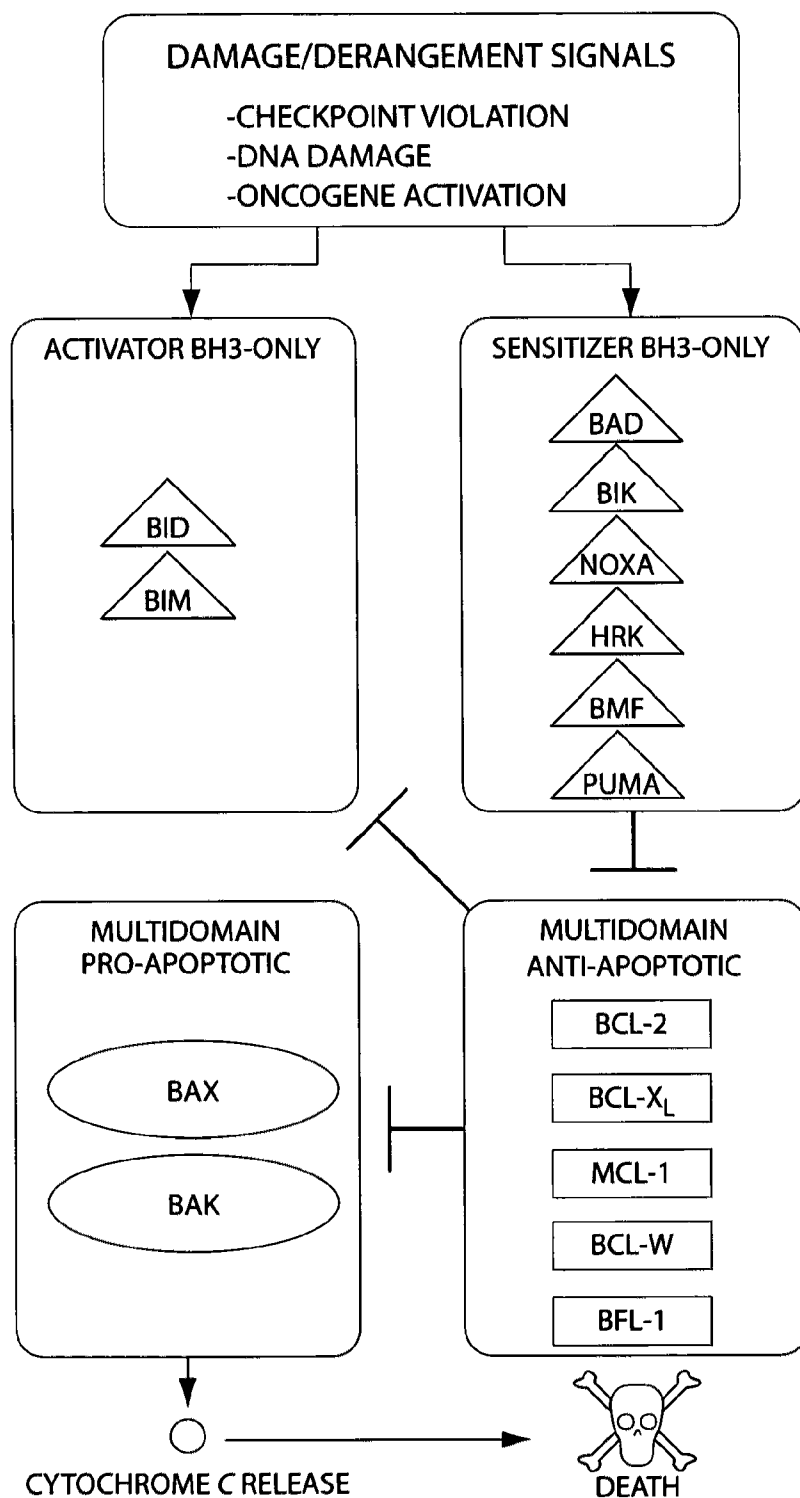 DAMAGE/DERANGEMENT SIGNALS
-CHECKPOINT VIOLATION
-DNA DAMAGE
-ONCOGENE ACTIVATION
ACTIVATOR BH3-ONLY
BID
BIM
SENSITIZER BH3-ONLY
BAD
BIK
NOXA
HRK
BMF
PUMA
MULTIDOMAIN
PRO-APOPTOTIC
BAX
BAK
MULTIDOMAIN
ANTI-APOPTOTIC
BCL-2
BCL-X_L
MCL-1
BCL-W
BFL-1
CYTOCHROME C RELEASE
DEATH